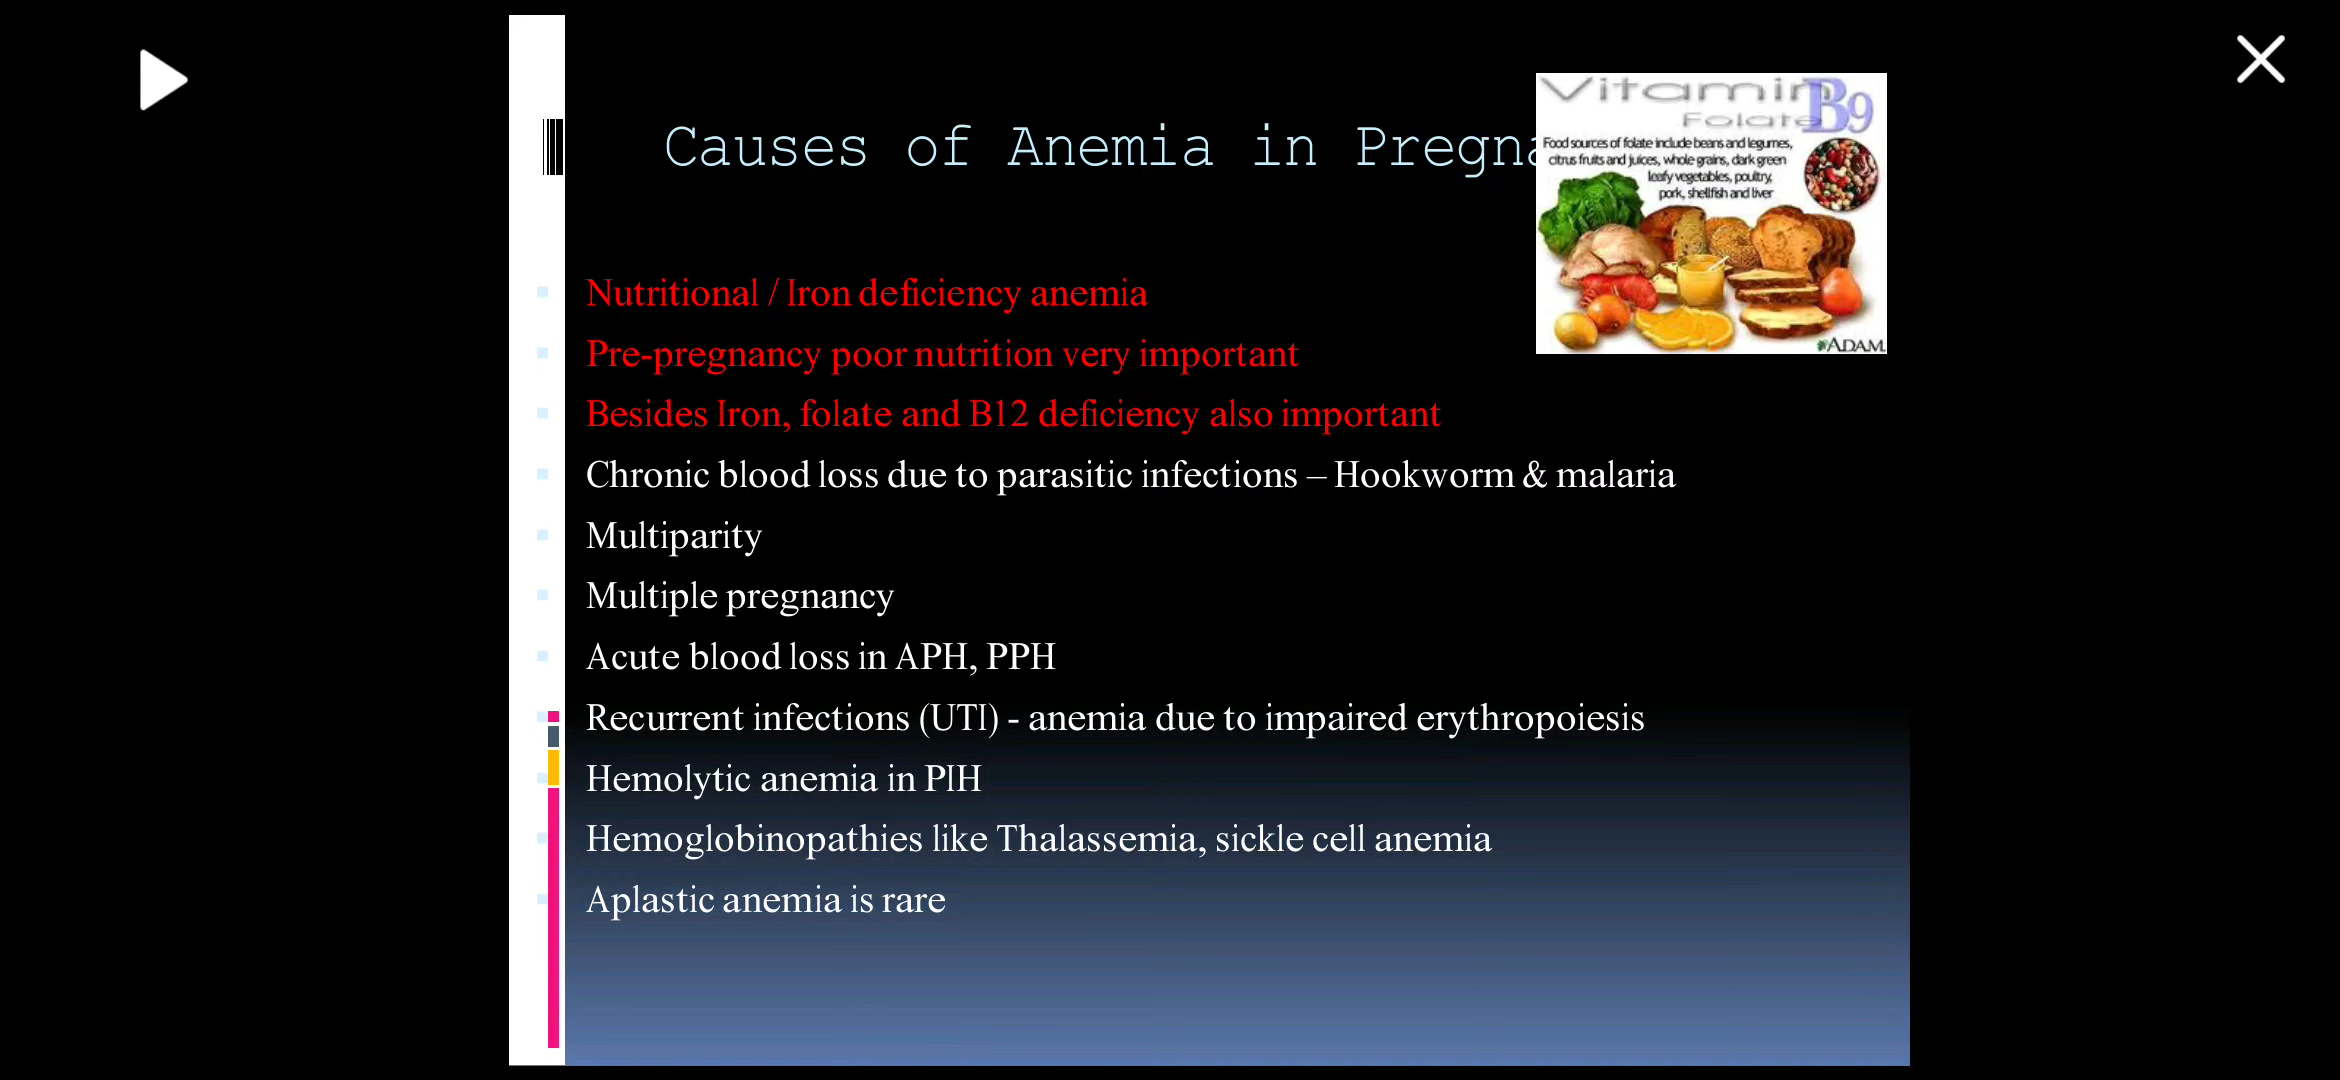 Causes of Anemia in Pregna
Vitamin B9
Folate
Food sources of folate include beans and legumes,
citrus fruits and juices, whole grains, dark green
leafy vegetables, poultry,
pork, shellfish and liver
ADAM
Nutritional / Iron deficiency anemia
Pre-pregnancy poor nutrition very important
Besides Iron, folate and B12 deficiency also important
Chronic blood loss due to parasitic infections – Hookworm & malaria
Multiparity
Multiple pregnancy
Acute blood loss in APH, PPH
Recurrent infections (UTI) - anemia due to impaired erythropoiesis
Hemolytic anemia in PIH
Hemoglobinopathies like Thalassemia, sickle cell anemia
Aplastic anemia is rare